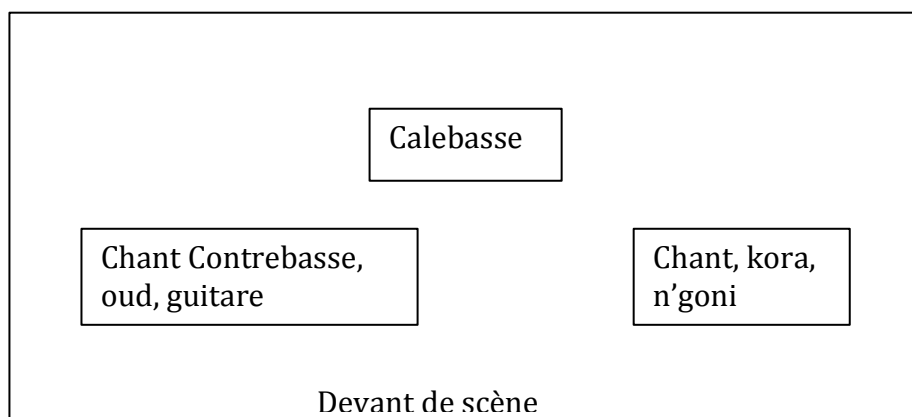 Calebasse
Chant Contrebasse,
oud, guitare
Chant, kora,
n’goni
Devant de scène